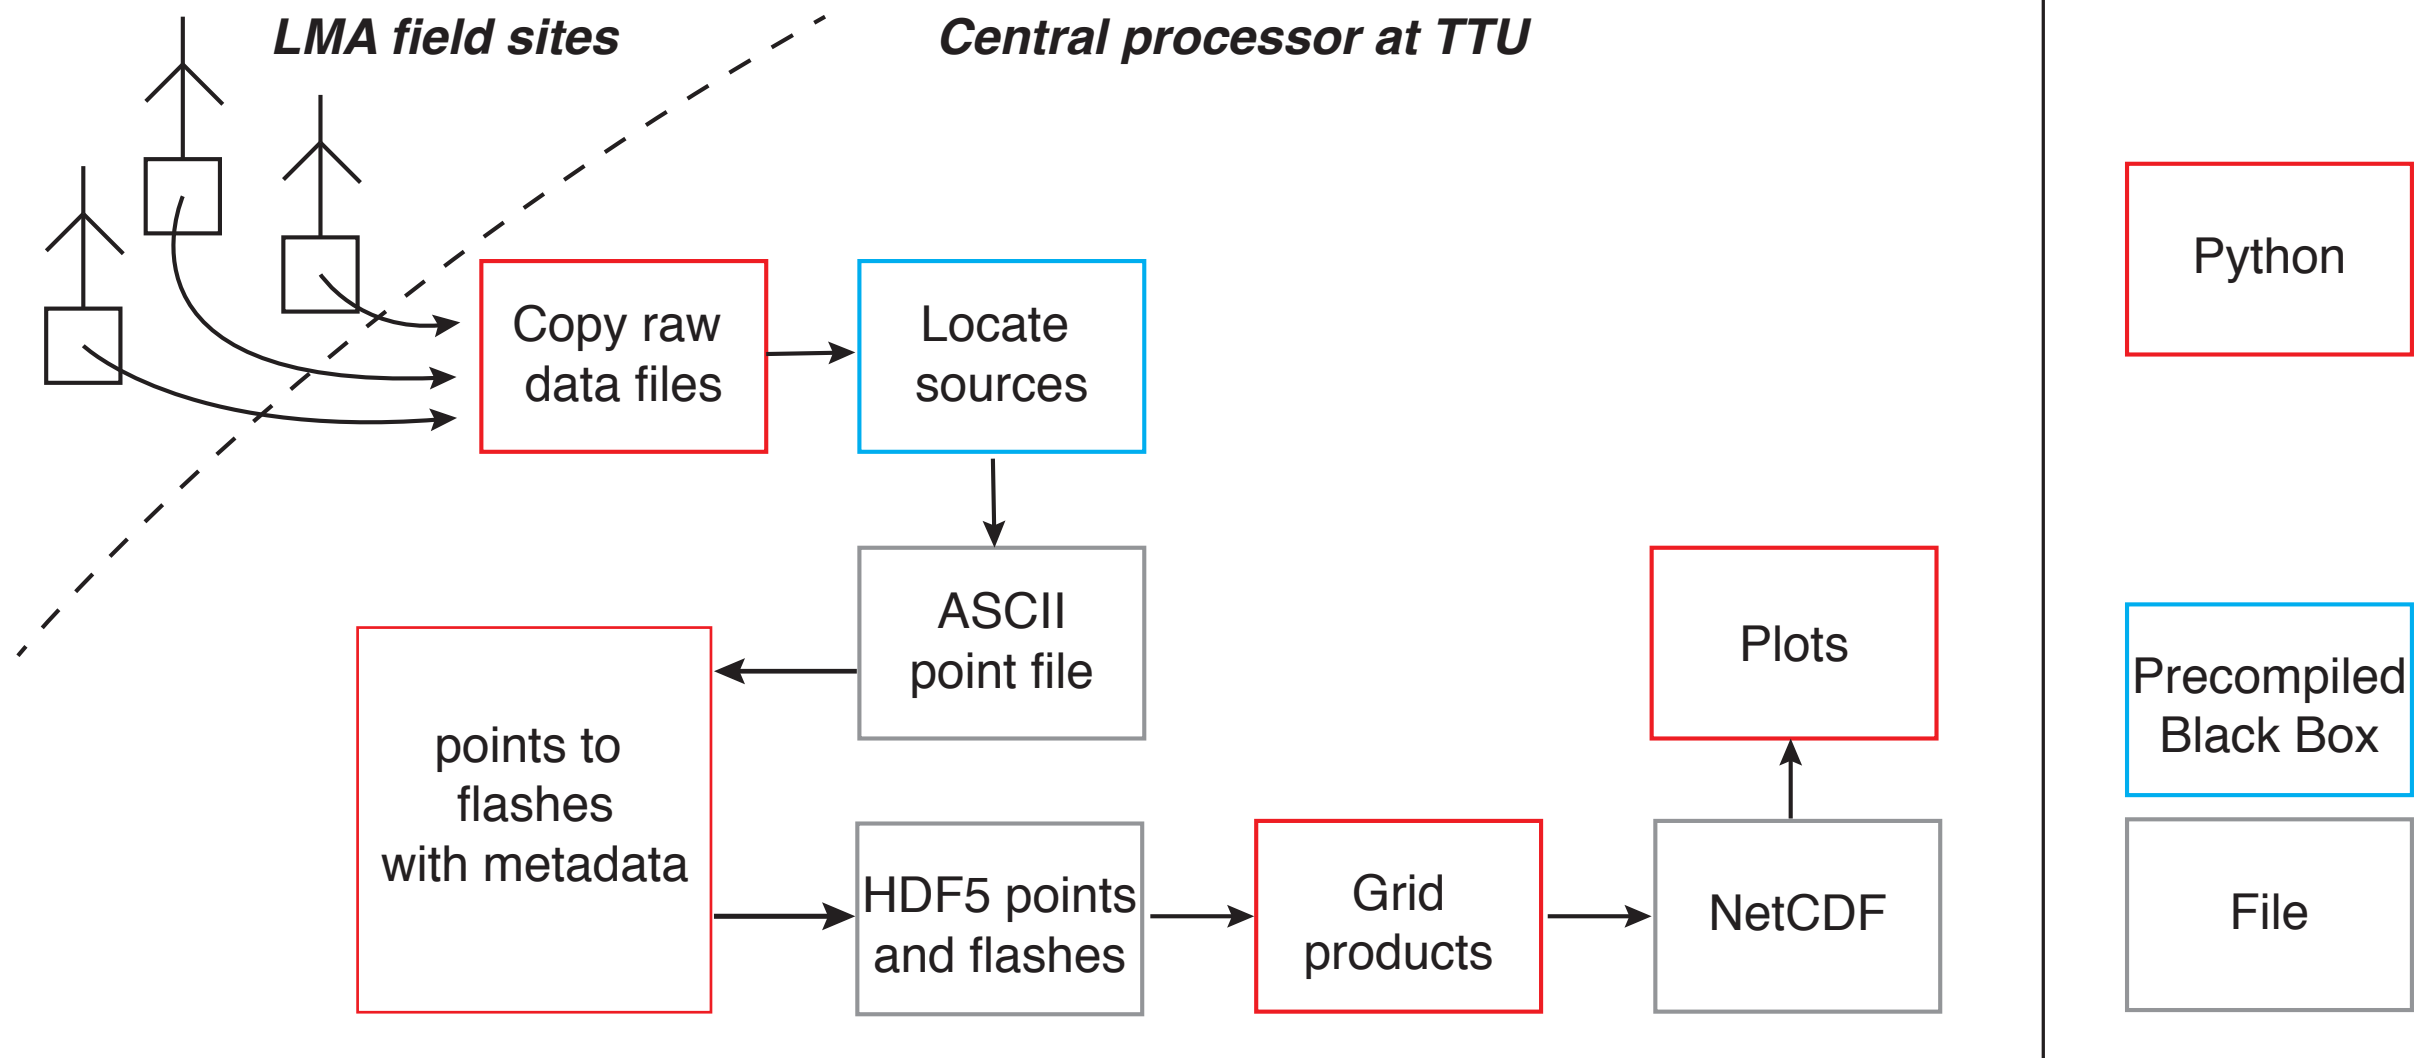 LMA field sites
Central processor at TTU
Copy raw
data files
Locate
sources
ASCII
point file
points to
flashes
with metadata
HDF5 points
and flashes
Grid
products
NetCDF
Plots
Python
Precompiled
Black Box
File